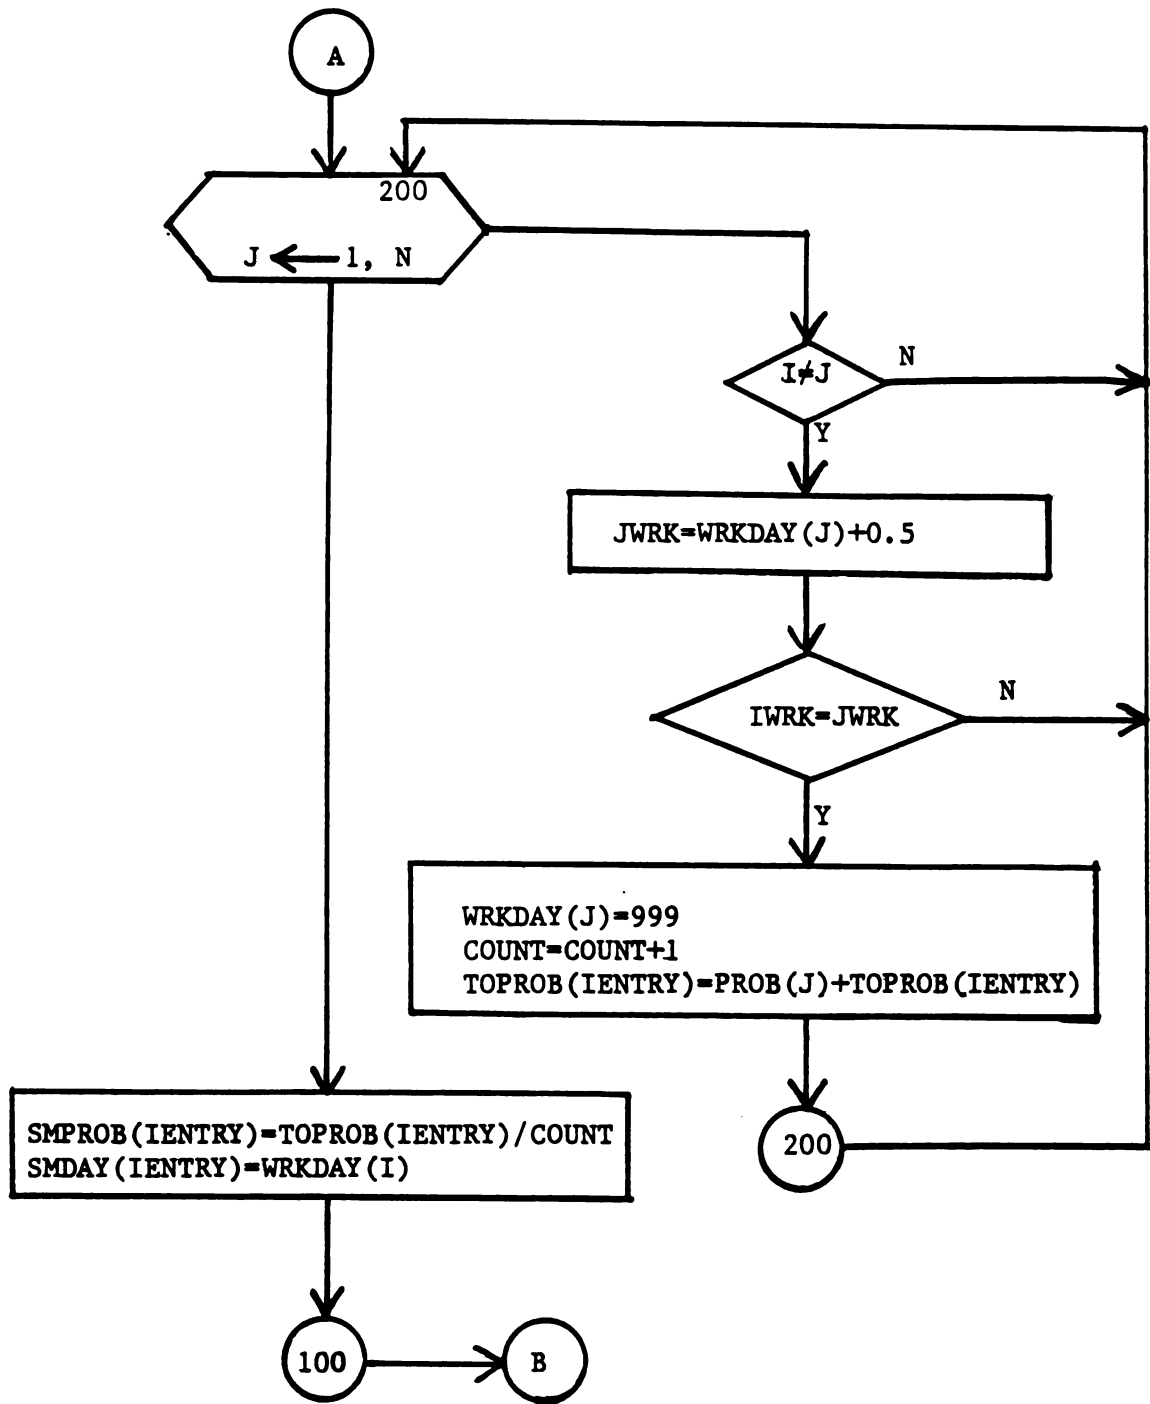 A
200
J ← 1, N
I≠J
N
Y
JWRK=WRKDAY(J)+0.5
IWRK=JWRK
N
Y
WRKDAY(J)=999
COUNT=COUNT+1
TOPROB(IENTRY)=PROB(J)+TOPROB(IENTRY)
SMPROB(IENTRY)=TOPROB(IENTRY)/COUNT
SMDAY(IENTRY)=WRKDAY(I)
200
100
B